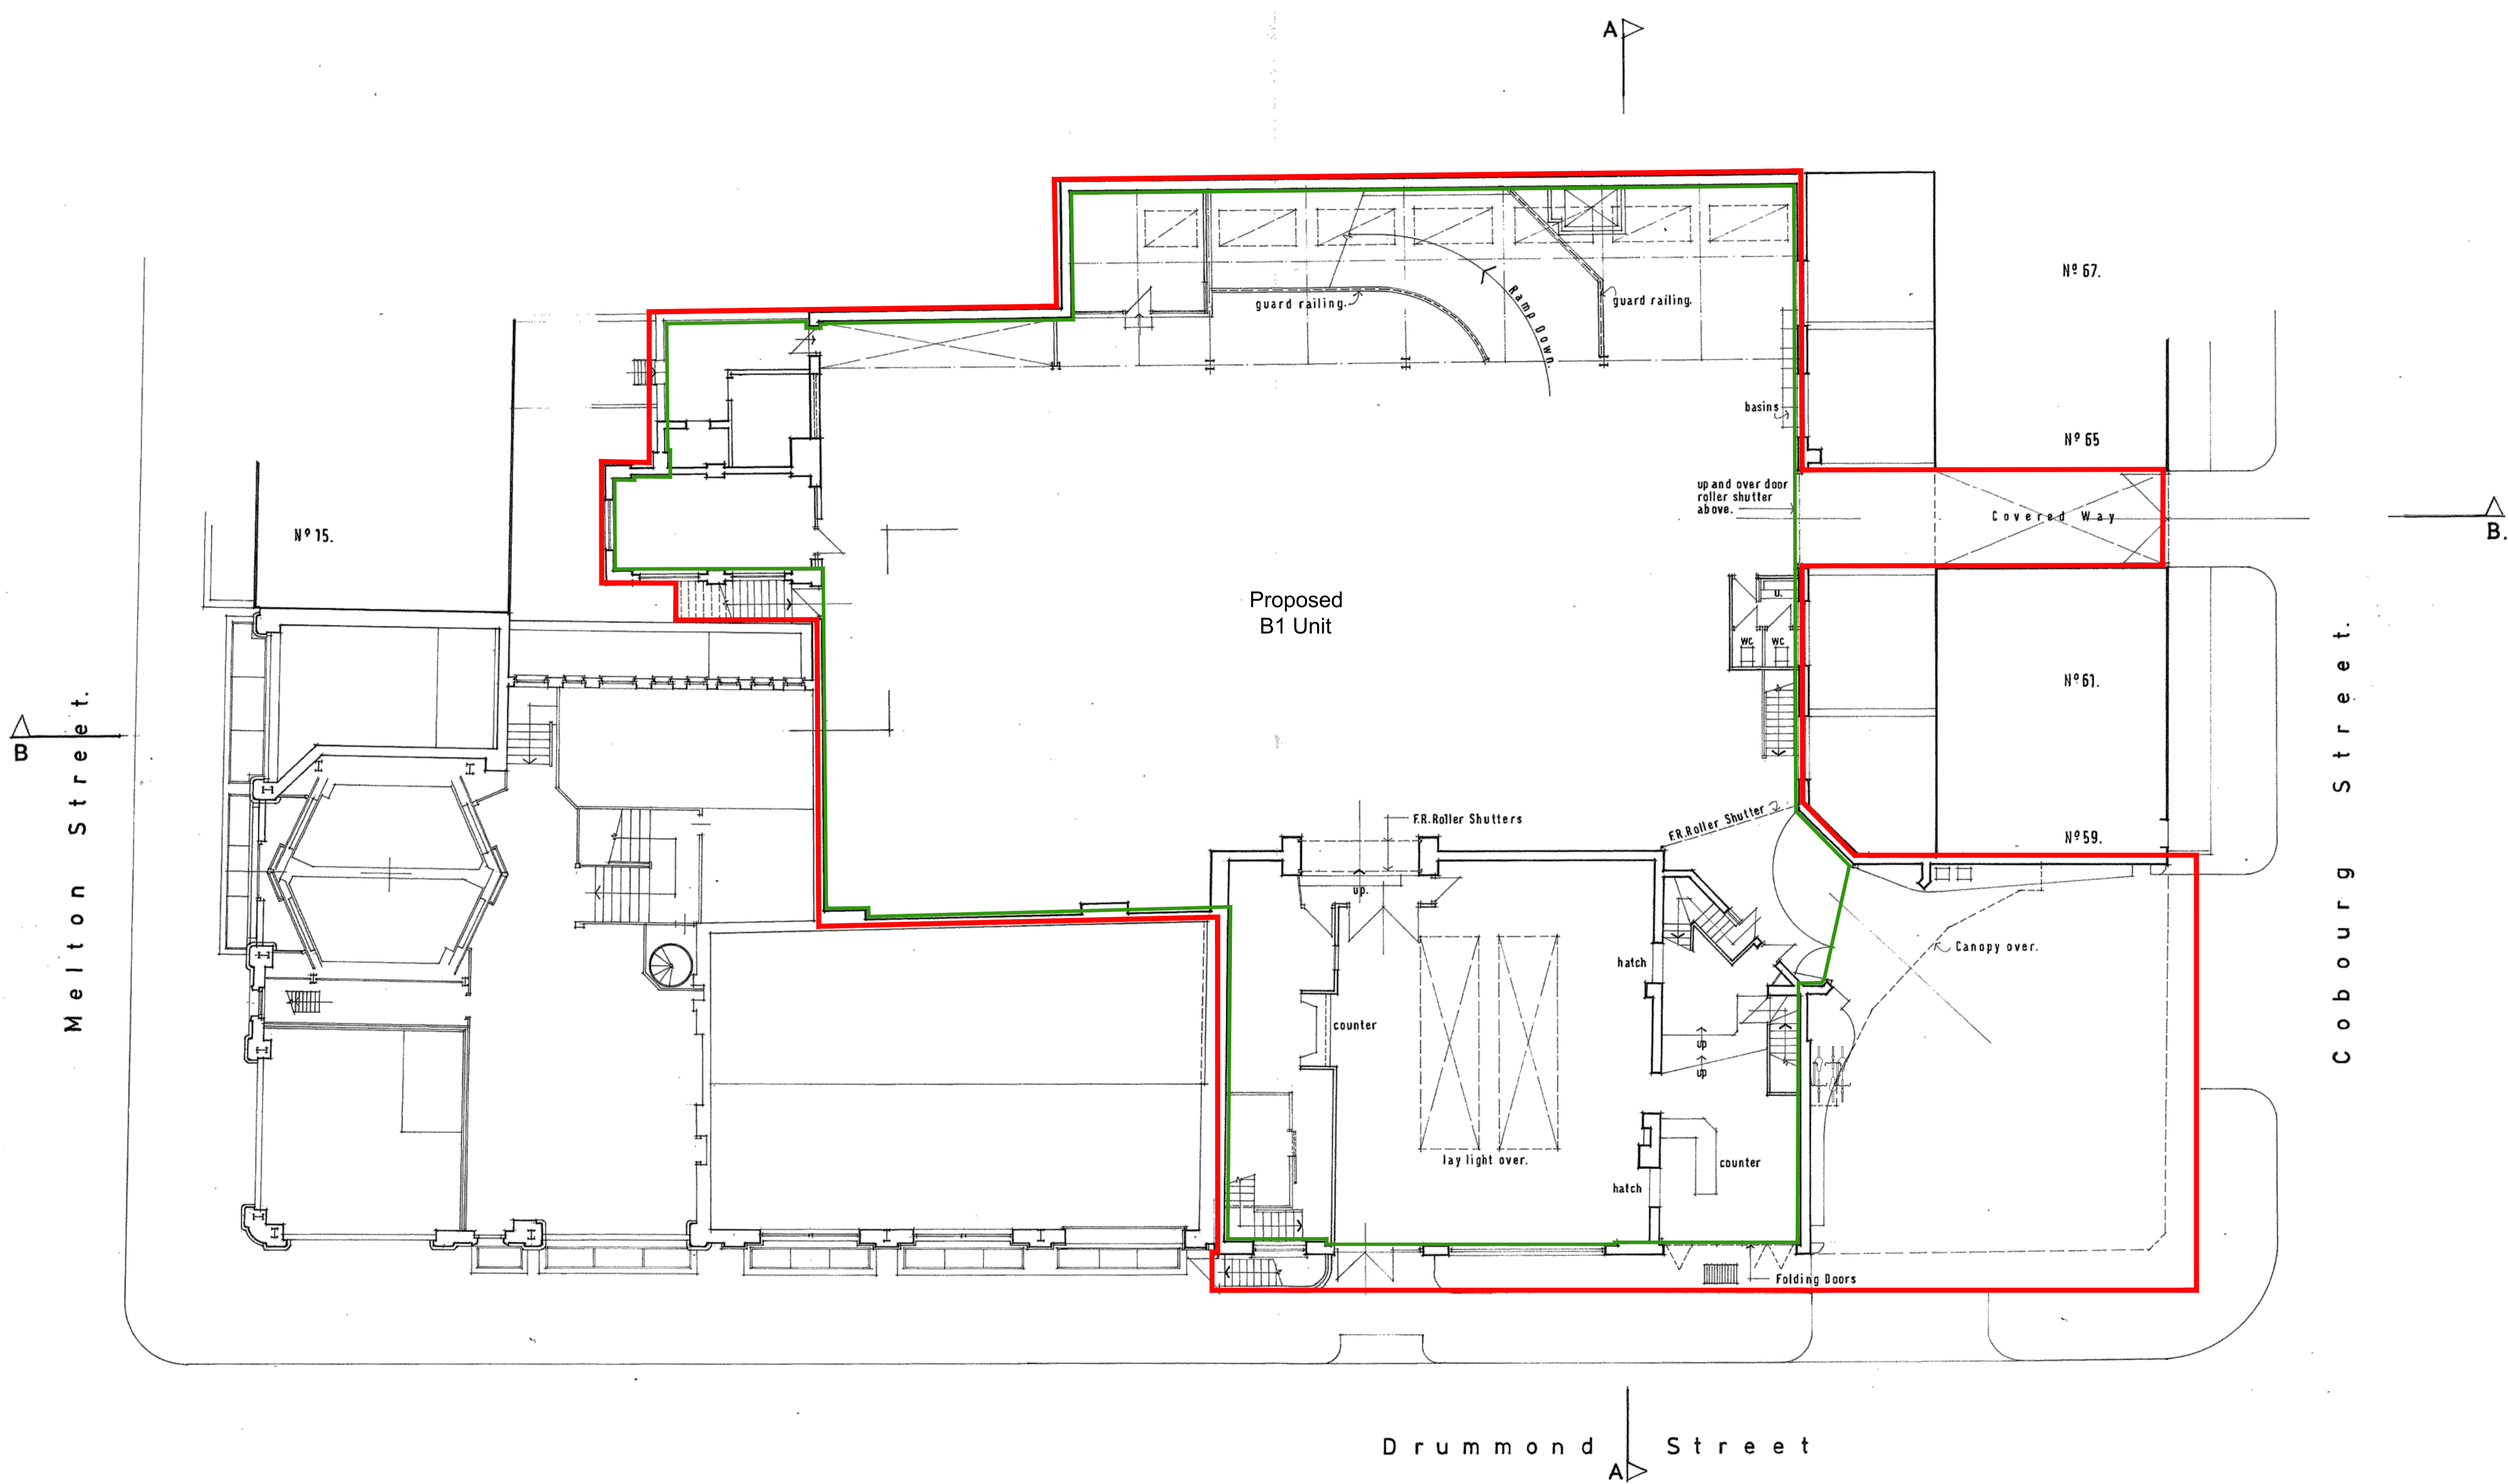 A
Nº 67.
guard railing.
Ramp Down.
guard railing.
basins
Nº 65
up and over door
roller shutter
above.
Covered Way
B.
Nº 15.
Proposed
B1 Unit
u.
WC
WC
Nº 61.
Melton Street.
Cobourg Street.
B
F.R. Roller Shutters
F.R. Roller Shutter
Nº 59.
up.
Canopy over.
hatch
counter
up
up
lay light over.
counter
hatch
Folding Doors
Drummond Street
A